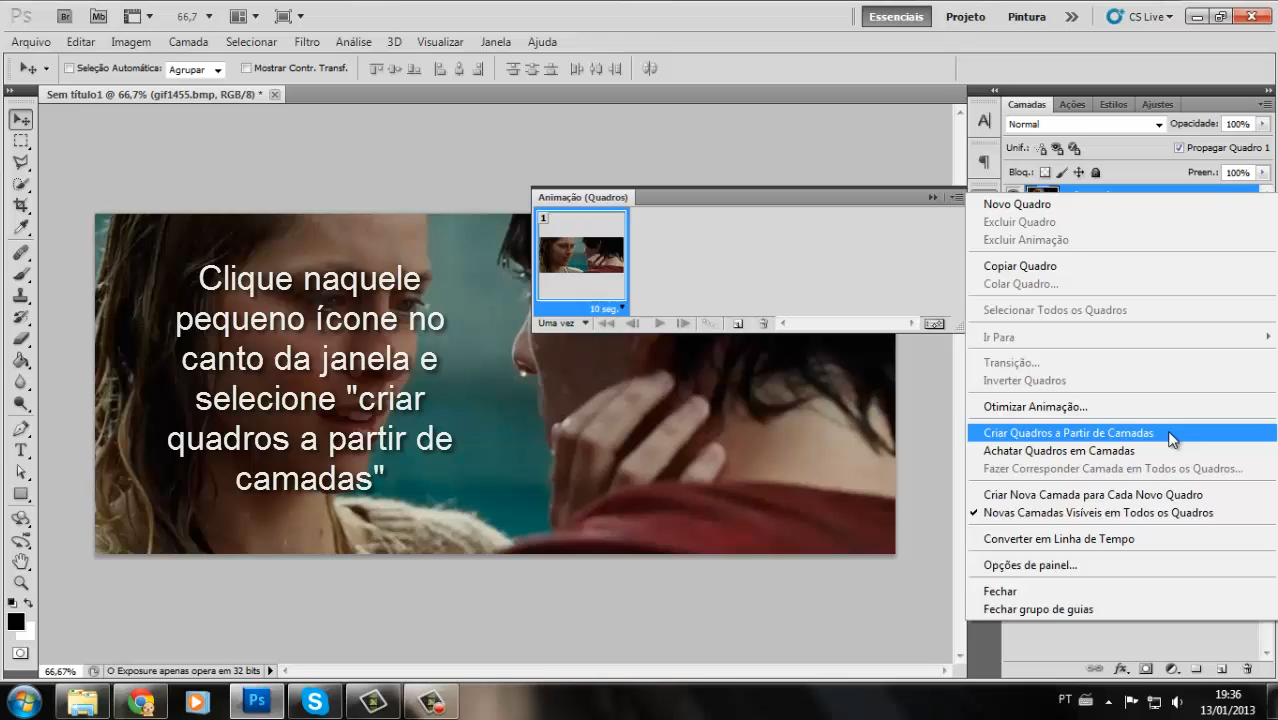 Ps
Br
Mb
66,7
Essenciais
Projeto
Pintura
CS Live
Arquivo
Editar
Imagem
Camada
Selecionar
Filtro
Análise
3D
Visualizar
Janela
Ajuda
Seleção Automática:
Agrupar
Mostrar Contr. Transf.
Sem título1 @ 66,7% (gif1455.bmp, RGB/8) *
Camadas
Ações
Estilos
Ajustes
Normal
Opacidade: 100%
Unif.:
Propagar Quadro 1
Bloq.:
Preen.: 100%
Animação (Quadros)
1
10 seg.
Uma vez
Clique naquele
pequeno ícone no
canto da janela e
selecione "criar
quadros a partir de
camadas"
Novo Quadro
Excluir Quadro
Excluir Animação
Copiar Quadro
Colar Quadro...
Selecionar Todos os Quadros
Ir Para
Transição...
Inverter Quadros
Otimizar Animação...
Criar Quadros a Partir de Camadas
Achatar Quadros em Camadas
Fazer Corresponder Camada em Todos os Quadros...
Criar Nova Camada para Cada Novo Quadro
Novas Camadas Visíveis em Todos os Quadros
Converter em Linha de Tempo
Opções de painel...
Fechar
Fechar grupo de guias
66,67%
O Exposure apenas opera em 32 bits
PT
19:36
13/01/2013